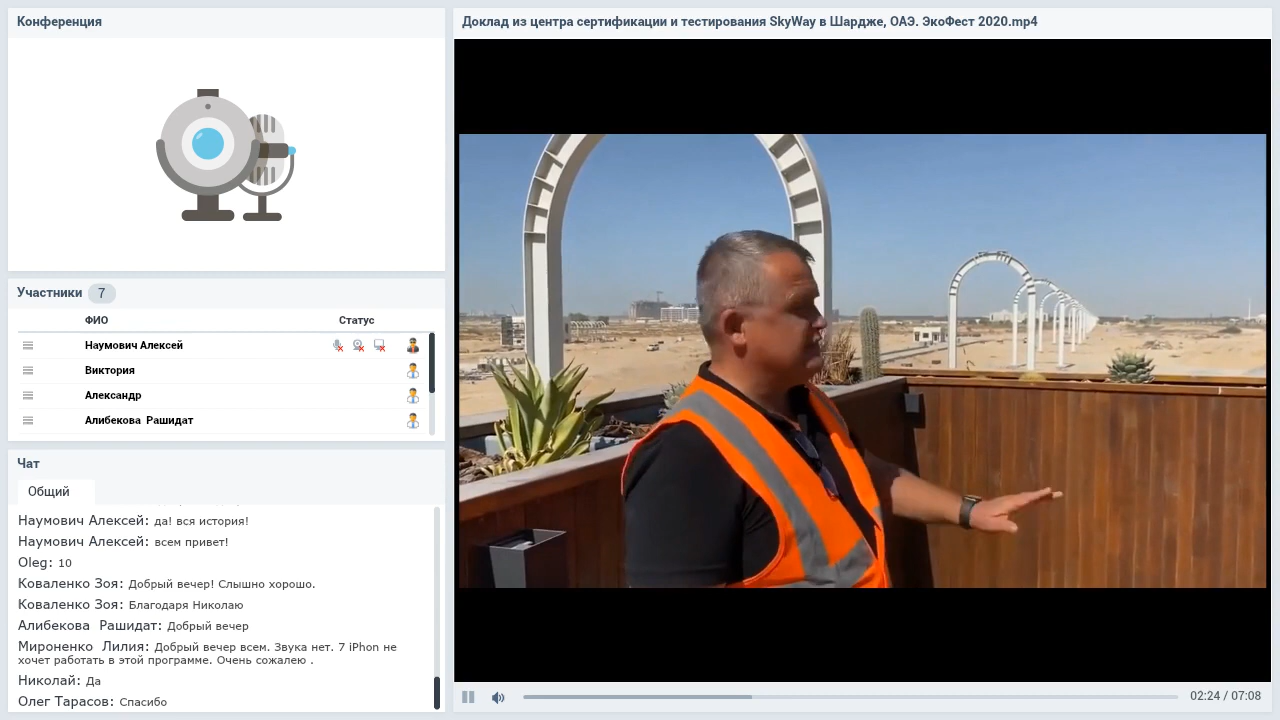 Конференция
Доклад из центра сертификации и тестирования SkyWay в Шардже, ОАЭ. ЭкоФест 2020.mp4
Участники 7
ФИО Статус
Наумович Алексей
Виктория
Александр
Алибекова Рашидат
Чат
Общий
Наумович Алексей: да! вся история!
Наумович Алексей: всем привет!
Oleg: 10
Коваленко Зоя: Добрый вечер! Слышно хорошо.
Коваленко Зоя: Благодаря Николаю
Алибекова Рашидат: Добрый вечер
Мироненко Лилия: Добрый вечер всем. Звука нет. 7 iPhon не
хочет работать в этой программе. Очень сожалею .
Николай: Да
Олег Тарасов: Спасибо
02:24 / 07:08